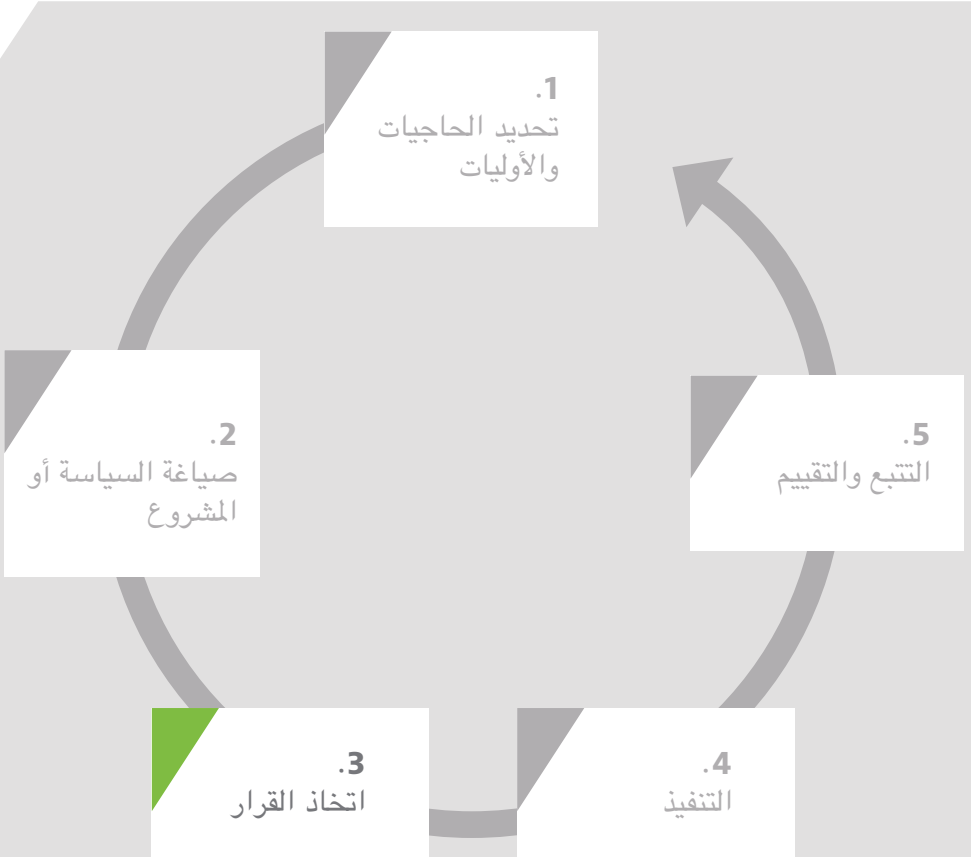 1.
تحديد الحاجيات
والأوليات
2.
صياغة السياسة أو
المشروع
3.
اتخاذ القرار
4.
التنفيذ
5.
التتبع والتقييم